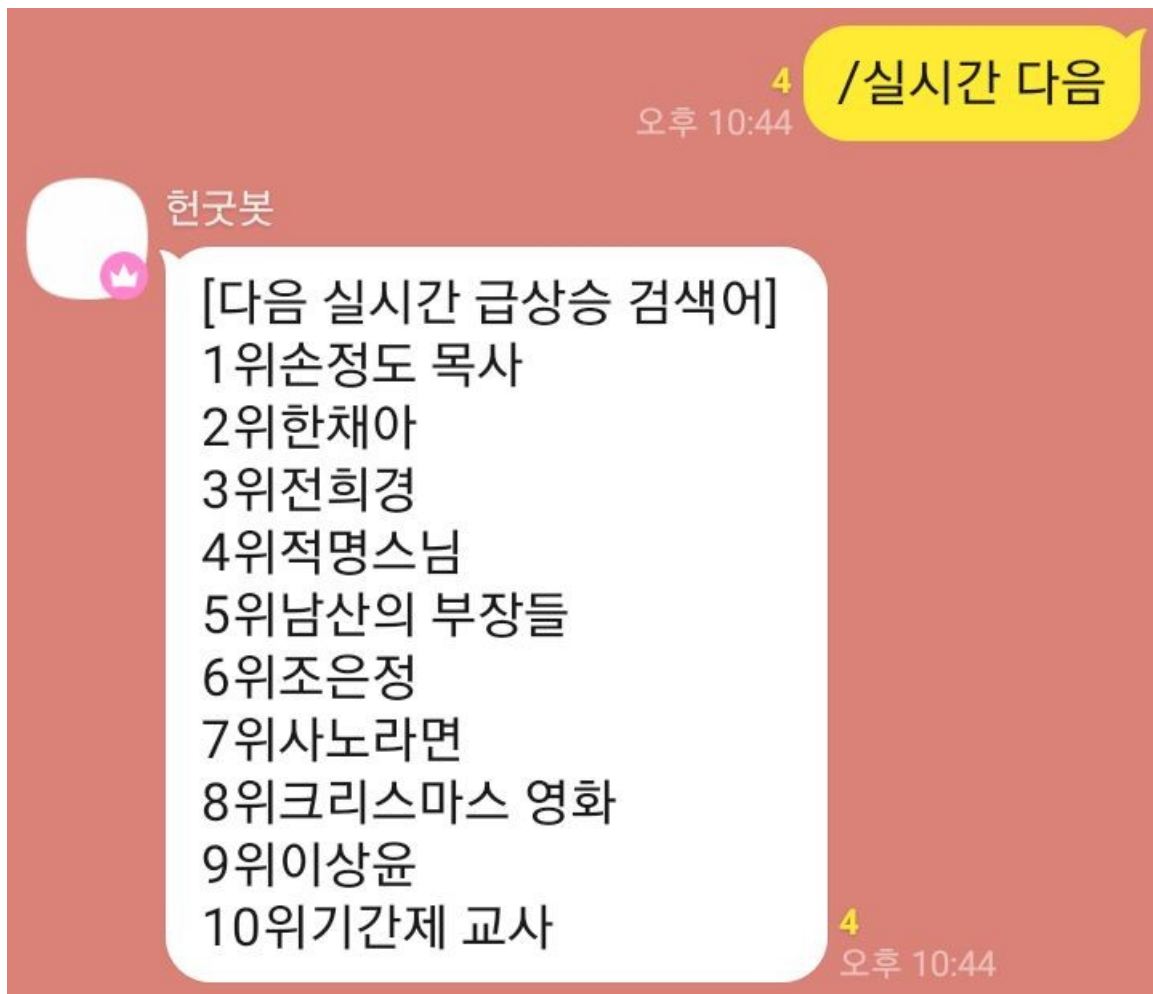 /실시간 다음
4
오후 10:44
헌굿봇
[다음 실시간 급상승 검색어]
1위손정도 목사
2위한채아
3위전희경
4위적명스님
5위남산의 부장들
6위조은정
7위사노라면
8위크리스마스 영화
9위이상윤
10위기간제 교사
4
오후 10:44